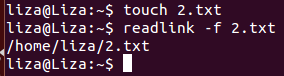 liza@Liza:~$ touch 2.txt
liza@Liza:~$ readlink -f 2.txt
/home/liza/2.txt
liza@Liza:~$